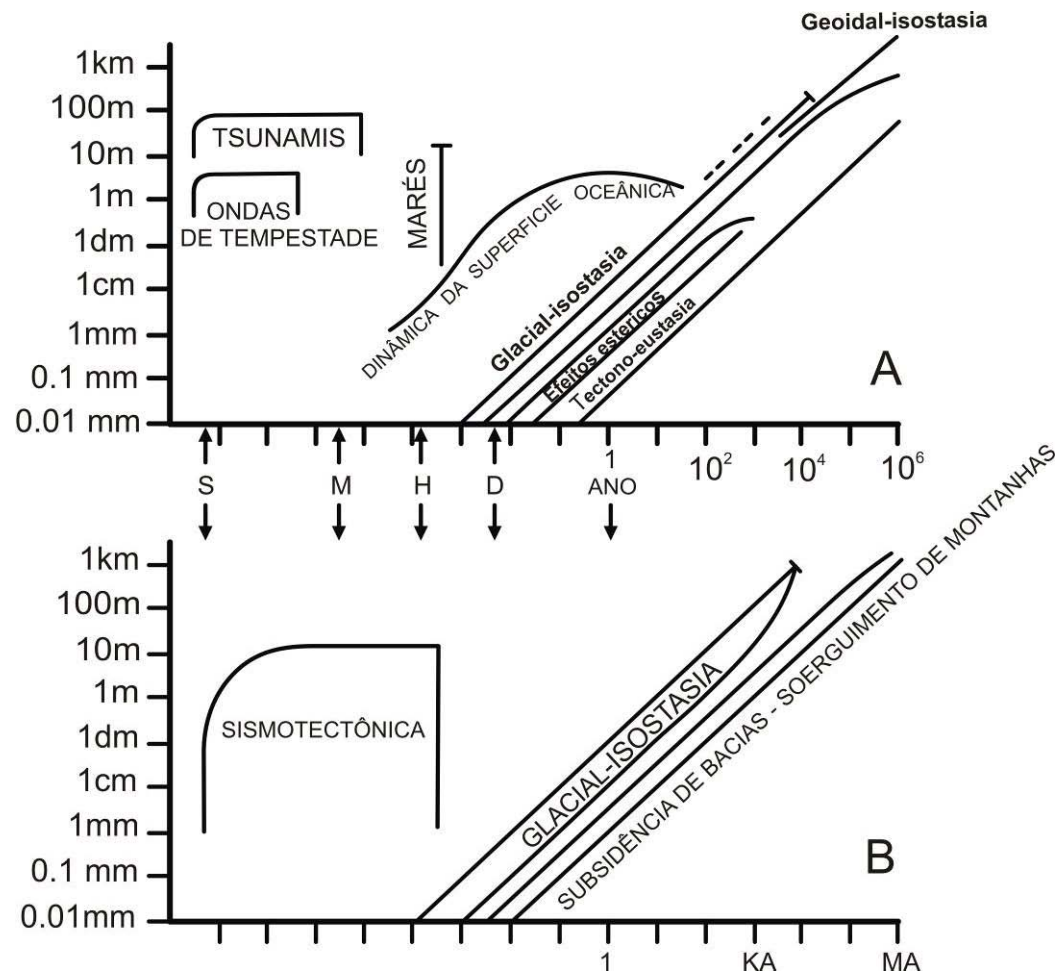 Geoidal-isostasia
1km
100m
10m
1m
1dm
1cm
1mm
0.1 mm
0.01 mm
TSUNAMIS
ONDAS
DE TEMPESTADE
MARÉS
DINÂMICA DA SUPERFICIE OCEÂNICA
Glacial-isostasia
Efeitos estericos
Tectono-eustasia
A
S
M
H
D
1
ANO
10²
10⁴
10⁶
1km
100m
10m
1m
1dm
1cm
1mm
0.1 mm
0.01mm
SISMOTECTÔNICA
GLACIAL-ISOSTASIA
SUBSIDÊNCIA DE BACIAS - SOERGUIMENTO DE MONTANHAS
B
1
KA
MA